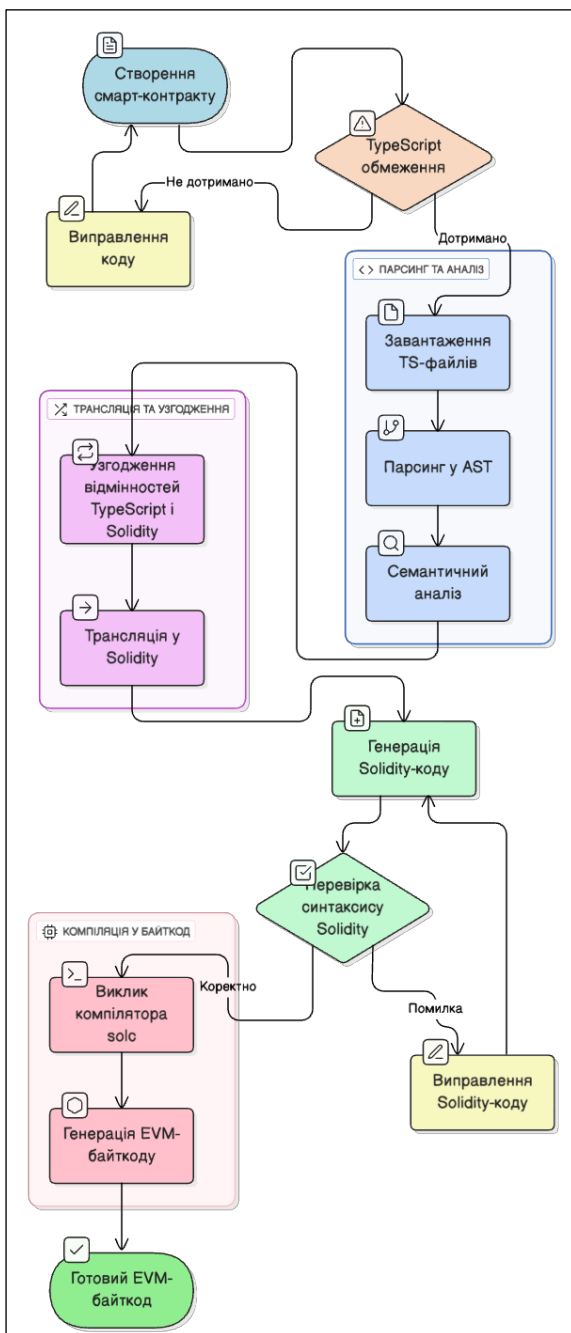 Створення
смарт-контракту
TypeScript
обмеження
Не дотримано
Виправлення
коду
Дотримано
ПАРСИНГ ТА АНАЛІЗ
Завантаження
TS-файлів
Парсинг у AST
Семантичний
аналіз
ТРАНСЛЯЦІЯ ТА УЗГОДЖЕННЯ
Узгодження
відмінностей
TypeScript і
Solidity
Трансляція у
Solidity
Генерація
Solidity-коду
Перевірка
синтаксису
Solidity
КОМПІЛЯЦІЯ У БАЙТКОД
Коректно
Виклик
компілятора
solc
Помилка
Виправлення
Solidity-коду
Генерація EVM-
байткоду
Готовий EVM-
байткод